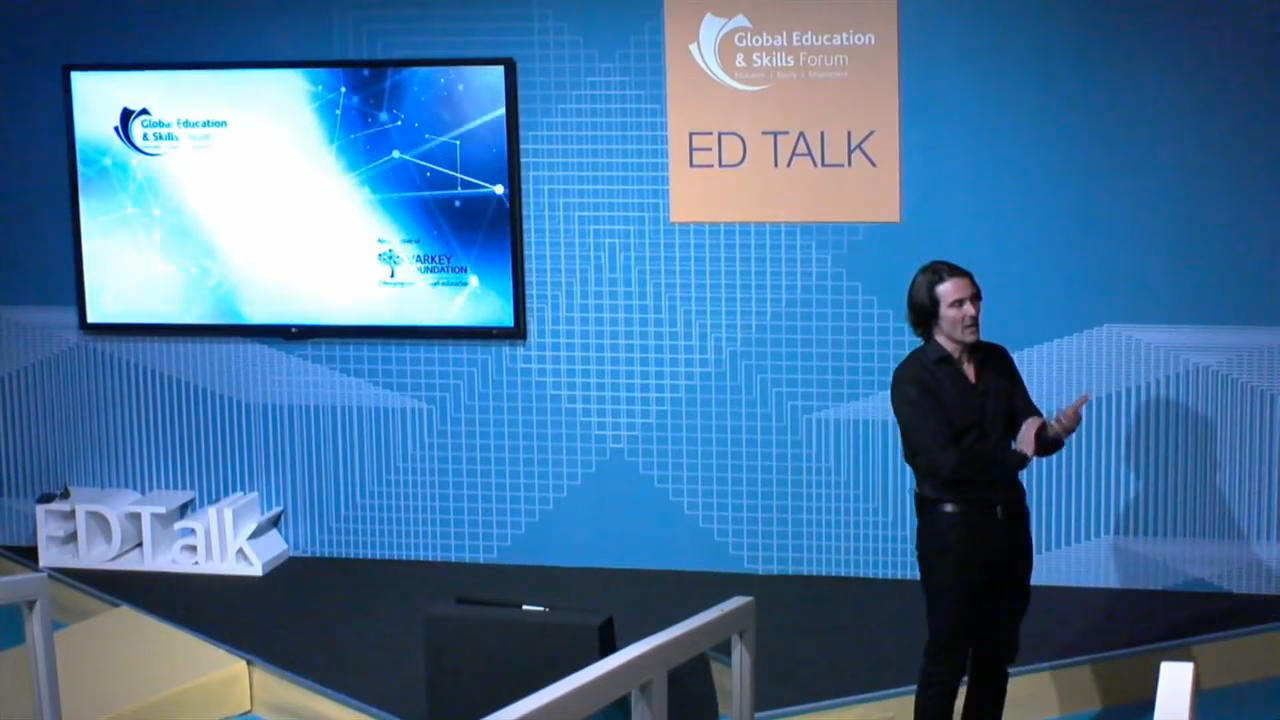 Global Education
& Skills Forum
Education | Equity | Employment
ED TALK
Global Education
& Skills
VARKEY
FOUNDATION
EDTalk